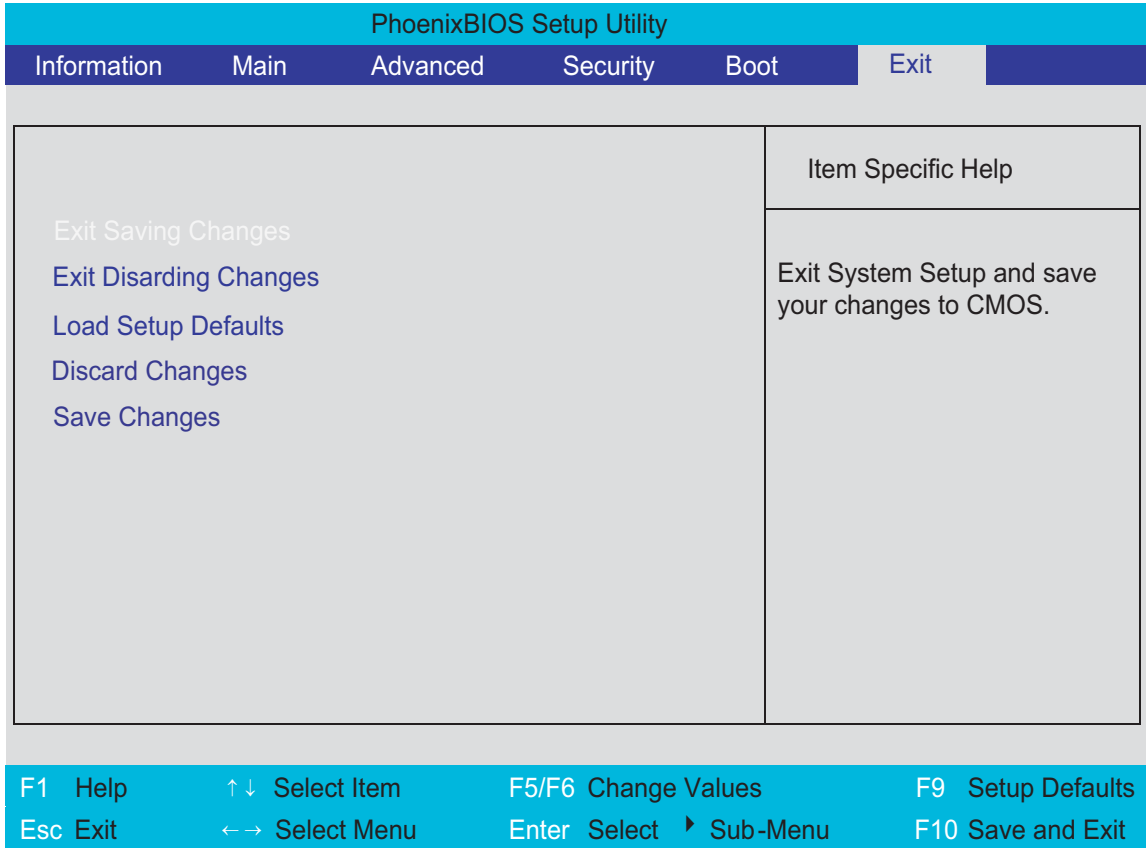 PhoenixBIOS Setup Utility
Information Main Advanced Security Boot Exit
Item Specific Help
Exit Saving Changes
Exit Disarding Changes
Load Setup Defaults
Discard Changes
Save Changes
Exit System Setup and save
your changes to CMOS.
F1 Help ↑↓ Select Item F5/F6 Change Values F9 Setup Defaults
Esc Exit ←→ Select Menu Enter Select ▸ Sub-Menu F10 Save and Exit